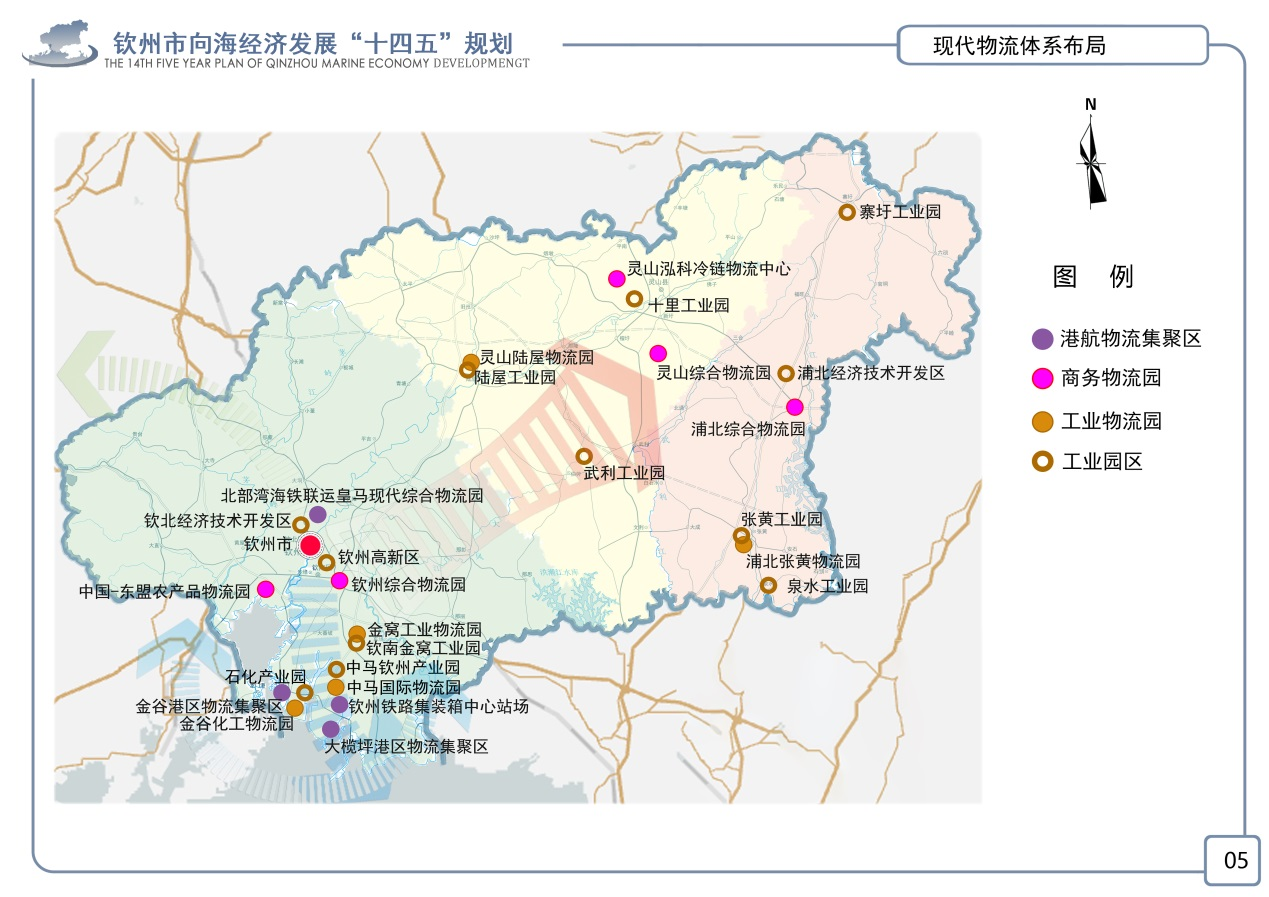 钦州市向海经济发展“十四五”规划
THE 14TH FIVE YEAR PLAN OF QINZHOU MARINE ECONOMY DEVELOPMENGT
现代物流体系布局
N
图 例
港航物流集聚区
商务物流园
工业物流园
工业园区
寨圩工业园
灵山泓科冷链物流中心
十里工业园
灵山陆屋物流园
陆屋工业园
灵山综合物流园
浦北经济技术开发区
浦北综合物流园
武利工业园
北部湾海铁联运皇马现代综合物流园
钦北经济技术开发区
钦州市
钦州高新区
中国-东盟农产品物流园
钦州综合物流园
张黄工业园
浦北张黄物流园
泉水工业园
金窝工业物流园
钦南金窝工业园
中马钦州产业园
石化产业园
中马国际物流园
金谷港区物流集聚区
钦州铁路集装箱中心站场
金谷化工物流园
大榄坪港区物流集聚区
05